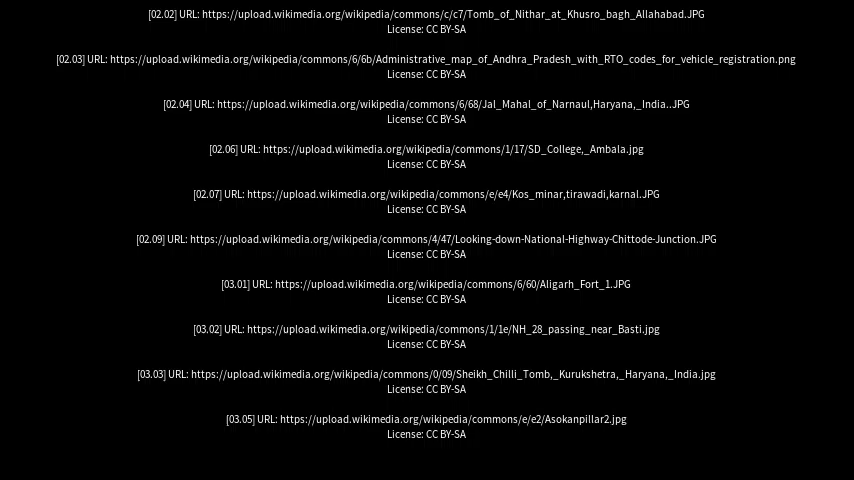 [02.02] URL: https://upload.wikimedia.org/wikipedia/commons/c/c7/Tomb_of_Nithar_at_Khusro_bagh_Allahabad.JPG
License: CC BY-SA
[02.03] URL: https://upload.wikimedia.org/wikipedia/commons/6/6b/Administrative_map_of_Andhra_Pradesh_with_RTO_codes_for_vehicle_registration.png
License: CC BY-SA
[02.04] URL: https://upload.wikimedia.org/wikipedia/commons/6/68/Jal_Mahal_of_Narnaul,Haryana,_India..JPG
License: CC BY-SA
[02.06] URL: https://upload.wikimedia.org/wikipedia/commons/1/17/SD_College,_Ambala.jpg
License: CC BY-SA
[02.07] URL: https://upload.wikimedia.org/wikipedia/commons/e/e4/Kos_minar,tirawadi,karnal.JPG
License: CC BY-SA
[02.09] URL: https://upload.wikimedia.org/wikipedia/commons/4/47/Looking-down-National-Highway-Chittode-Junction.JPG
License: CC BY-SA
[03.01] URL: https://upload.wikimedia.org/wikipedia/commons/6/60/Aligarh_Fort_1.JPG
License: CC BY-SA
[03.02] URL: https://upload.wikimedia.org/wikipedia/commons/1/1e/NH_28_passing_near_Basti.jpg
License: CC BY-SA
[03.03] URL: https://upload.wikimedia.org/wikipedia/commons/0/09/Sheikh_Chilli_Tomb,_Kurukshetra,_Haryana,_India.jpg
License: CC BY-SA
[03.05] URL: https://upload.wikimedia.org/wikipedia/commons/e/e2/Asokanpillar2.jpg
License: CC BY-SA